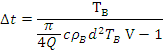 Δt = T_B / (π/4Q cρ_B d² T_B V − 1)